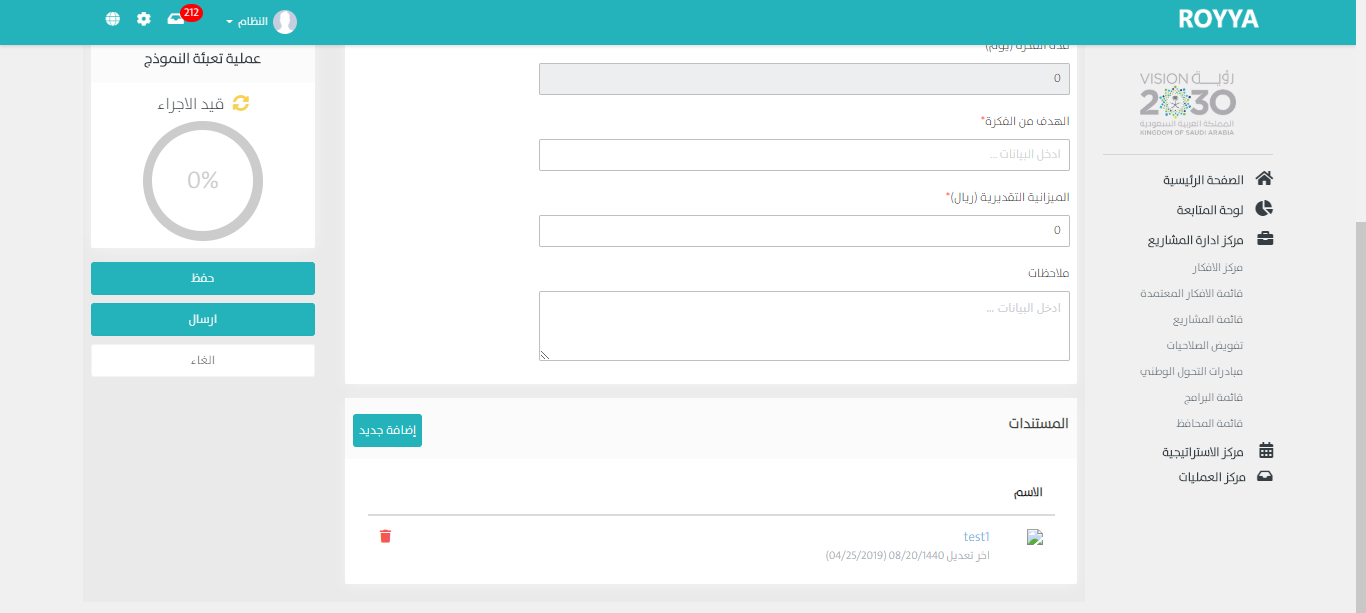 ROYYA
النظام
212
VISION رؤيـــة
2030
المملكة العربية السعودية
KINGDOM OF SAUDI ARABIA
الصفحة الرئيسية
لوحة المتابعة
مركز ادارة المشاريع
مركز الافكار
قائمة الافكار المعتمدة
قائمة المشاريع
تفويض الصلاحيات
مبادرات التحول الوطني
قائمة البرامج
قائمة المحافظ
مركز الاستراتيجية
مركز العمليات
(يوم)
0
الهدف من الفكرة*
ادخل البيانات ...
الميزانية التقديرية (ريال)*
0
ملاحظات
ادخل البيانات ...
المستندات
إضافة جديد
الاسم
test1
اخر تعديل 08/20/1440 (04/25/2019)
عملية تعبئة النموذج
قيد الاجراء
0%
حفظ
ارسال
الغاء